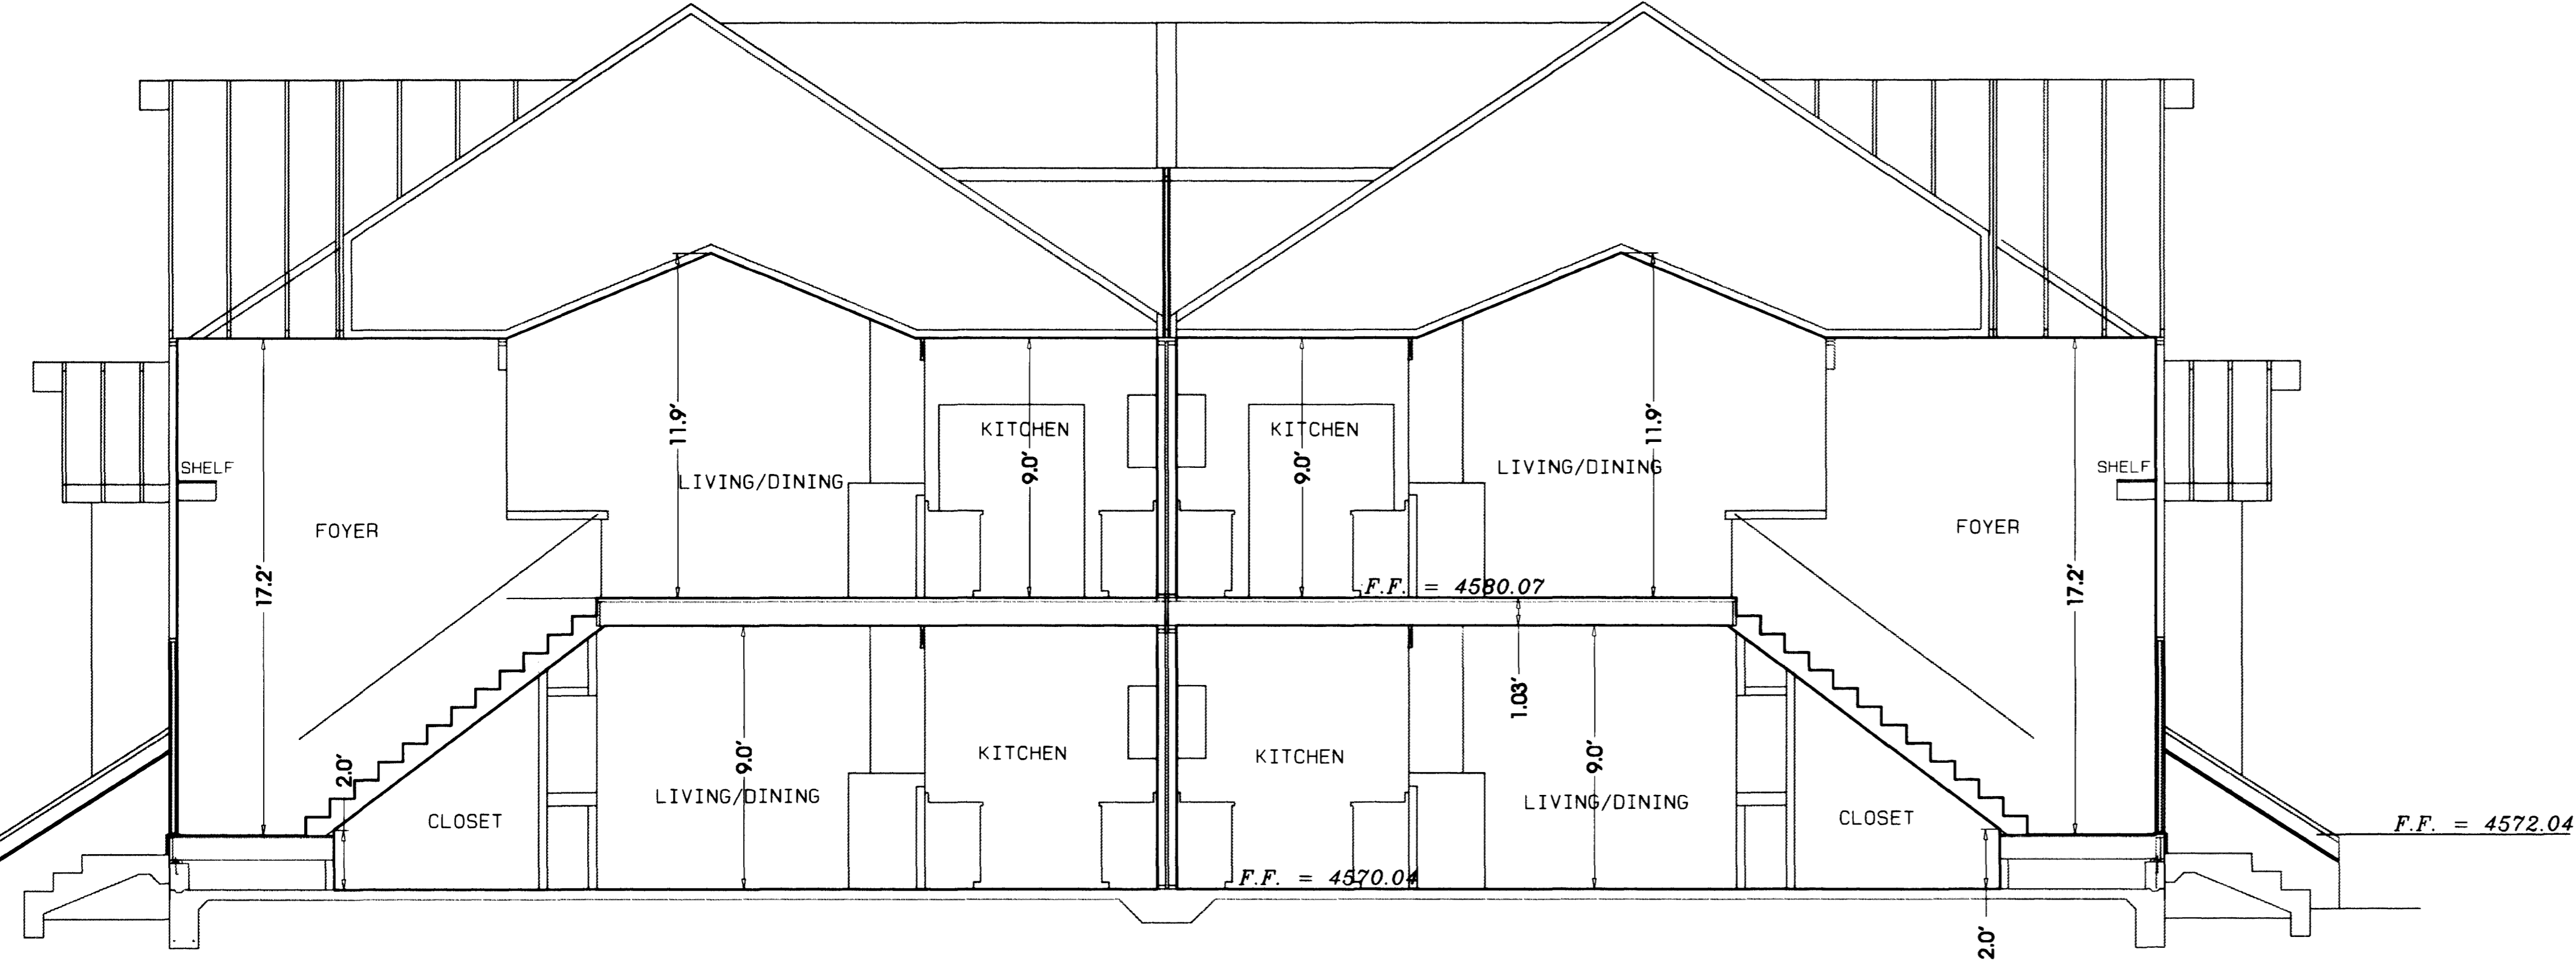 11.9'
KITCHEN
KITCHEN
11.9'
9.0'
9.0'
SHELF
LIVING/DINING
LIVING/DINING
SHELF
FOYER
FOYER
17.2'
F.F. = 4580.07
17.2'
1.03'
2.0'
9.0'
KITCHEN
KITCHEN
9.0'
LIVING/DINING
LIVING/DINING
CLOSET
CLOSET
F.F. = 4572.04
F.F. = 4570.04
2.0'